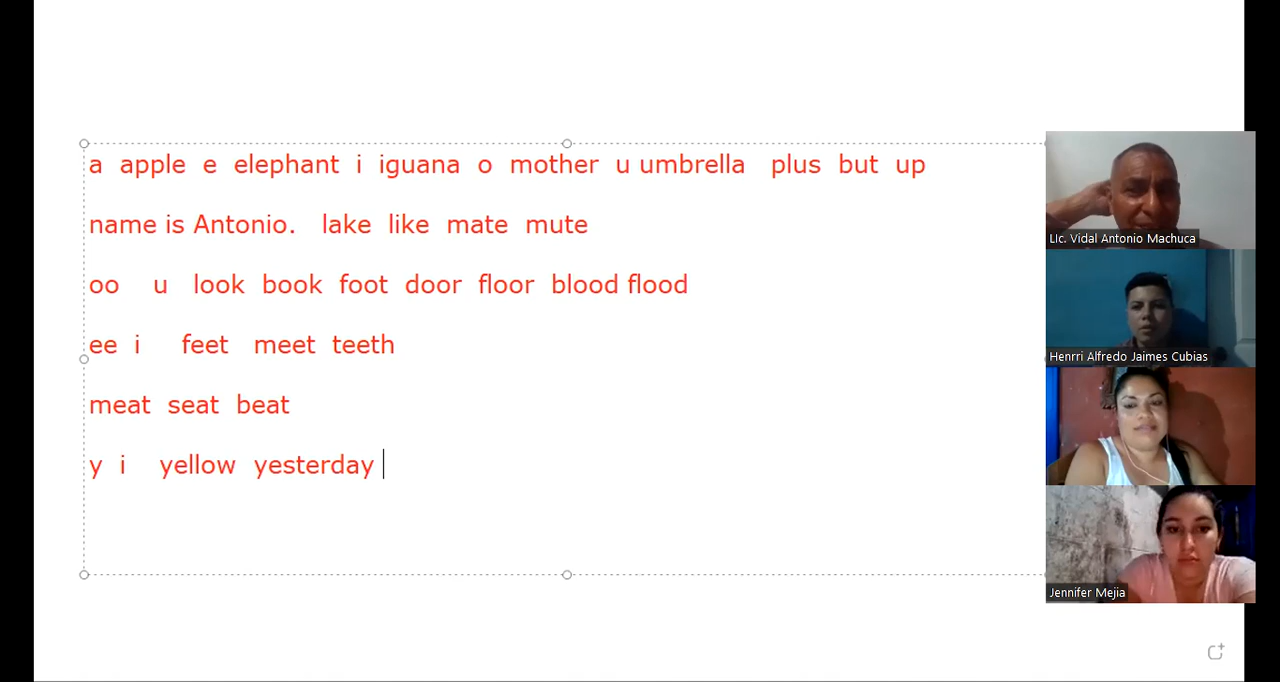 a apple e elephant i iguana o mother u umbrella plus but up
name is Antonio. lake like mate mute
oo u look book foot door floor blood flood
ee i feet meet teeth
meat seat beat
y i yellow yesterday
LIc. Vidal Antonio Machuca
Henrri Alfredo Jaimes Cubias
Jennifer Mejia